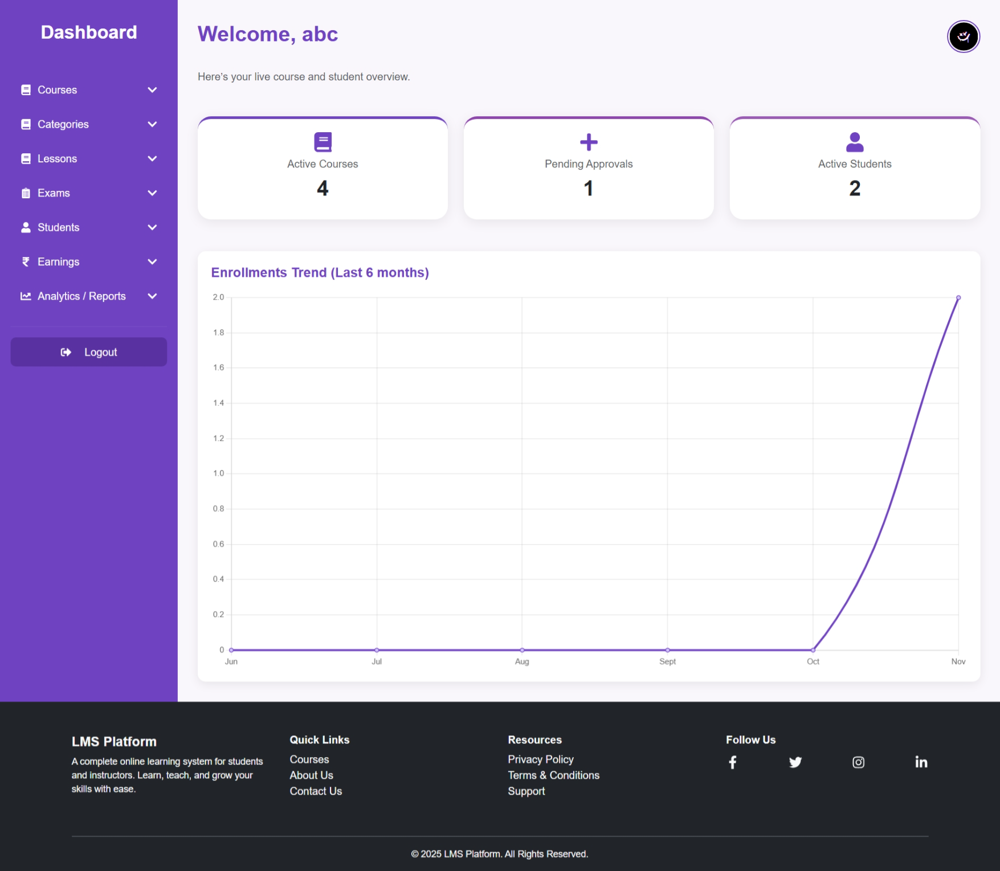 Dashboard
Courses
Categories
Lessons
Exams
Students
Earnings
Analytics / Reports
Logout
Welcome, abc
Here's your live course and student overview.
Active Courses
4
Pending Approvals
1
Active Students
2
Enrollments Trend (Last 6 months)
2.0
1.8
1.6
1.4
1.2
1.0
0.8
0.6
0.4
0.2
0
Jun Jul Aug Sept Oct Nov
LMS Platform
A complete online learning system for students
and instructors. Learn, teach, and grow your
skills with ease.
Quick Links
Courses
About Us
Contact Us
Resources
Privacy Policy
Terms & Conditions
Support
Follow Us
© 2025 LMS Platform. All Rights Reserved.